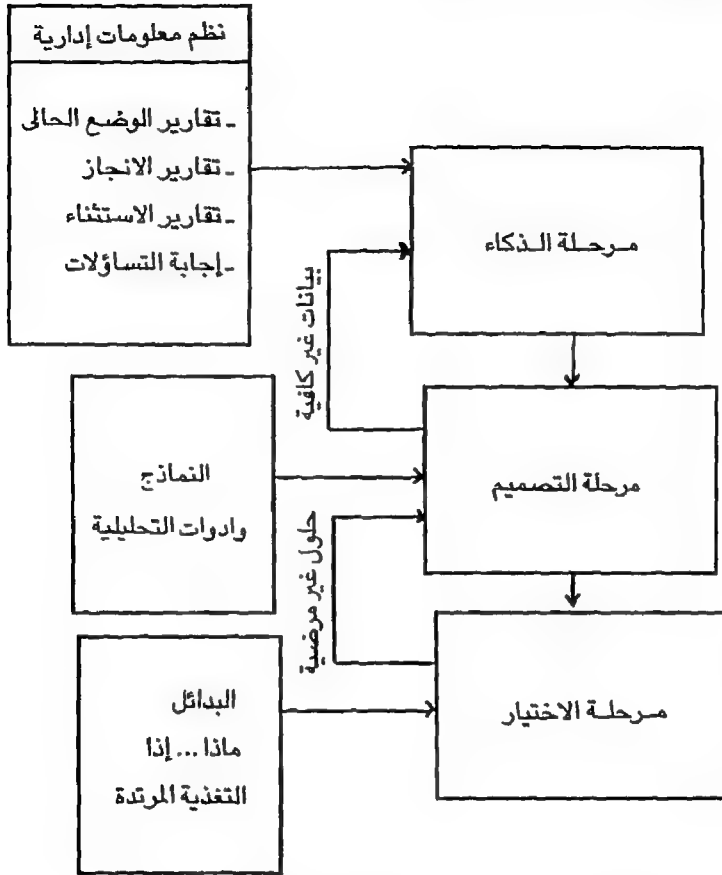 نظم معلومات إدارية
ـ تقارير الوضع الحالى
ـ تقارير الانجاز
ـ تقارير الاستثناء
ـ إجابة التساؤلات
مـرحـلة الـذكاء
بيانات غير كافية
النماذج
وادوات التحليلية
مرحلة التصميم
حلول غير مرضية
البدائل
ماذا ... إذا
التغذية المرتدة
مـرحلـة الاختيار